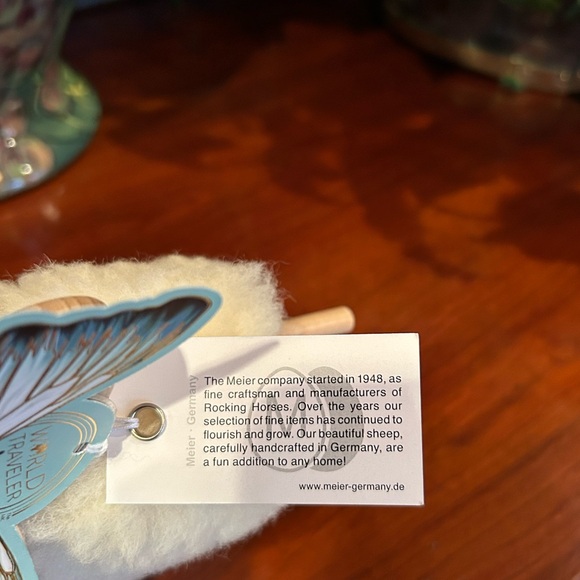 The Meier company started in 1948, as
fine craftsman and manufacturers of
Rocking Horses. Over the years our
selection of fine items has continued to
flourish and grow. Our beautiful sheep,
carefully handcrafted in Germany, are
a fun addition to any home!
www.meier-germany.de
Meier · Germany
M
WORLD
TRAVELER